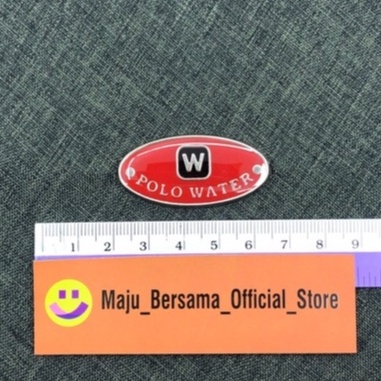 W
POLO WATER
1 2 3 4 5 6 7 8 9
Maju_Bersama_Official_Store